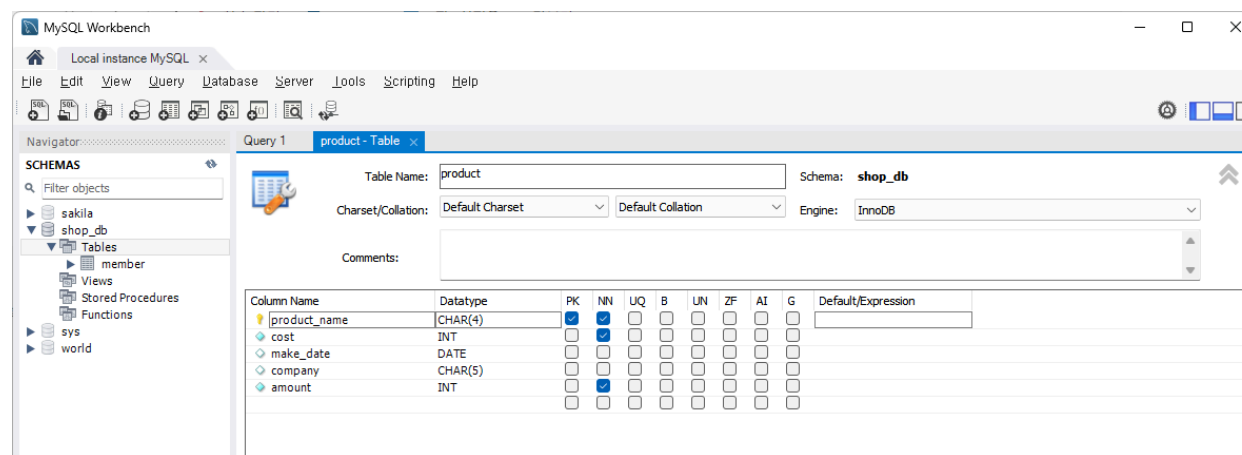 MySQL Workbench
Local instance MySQL
File Edit View Query Database Server Tools Scripting Help
Navigator
SCHEMAS
Filter objects
sakila
shop_db
Tables
member
Views
Stored Procedures
Functions
sys
world
Query 1 product - Table
Table Name: product Schema: shop_db
Charset/Collation: Default Charset Default Collation Engine: InnoDB
Comments:
Column Name Datatype PK NN UQ B UN ZF AI G Default/Expression
product_name CHAR(4)
cost INT
make_date DATE
company CHAR(5)
amount INT